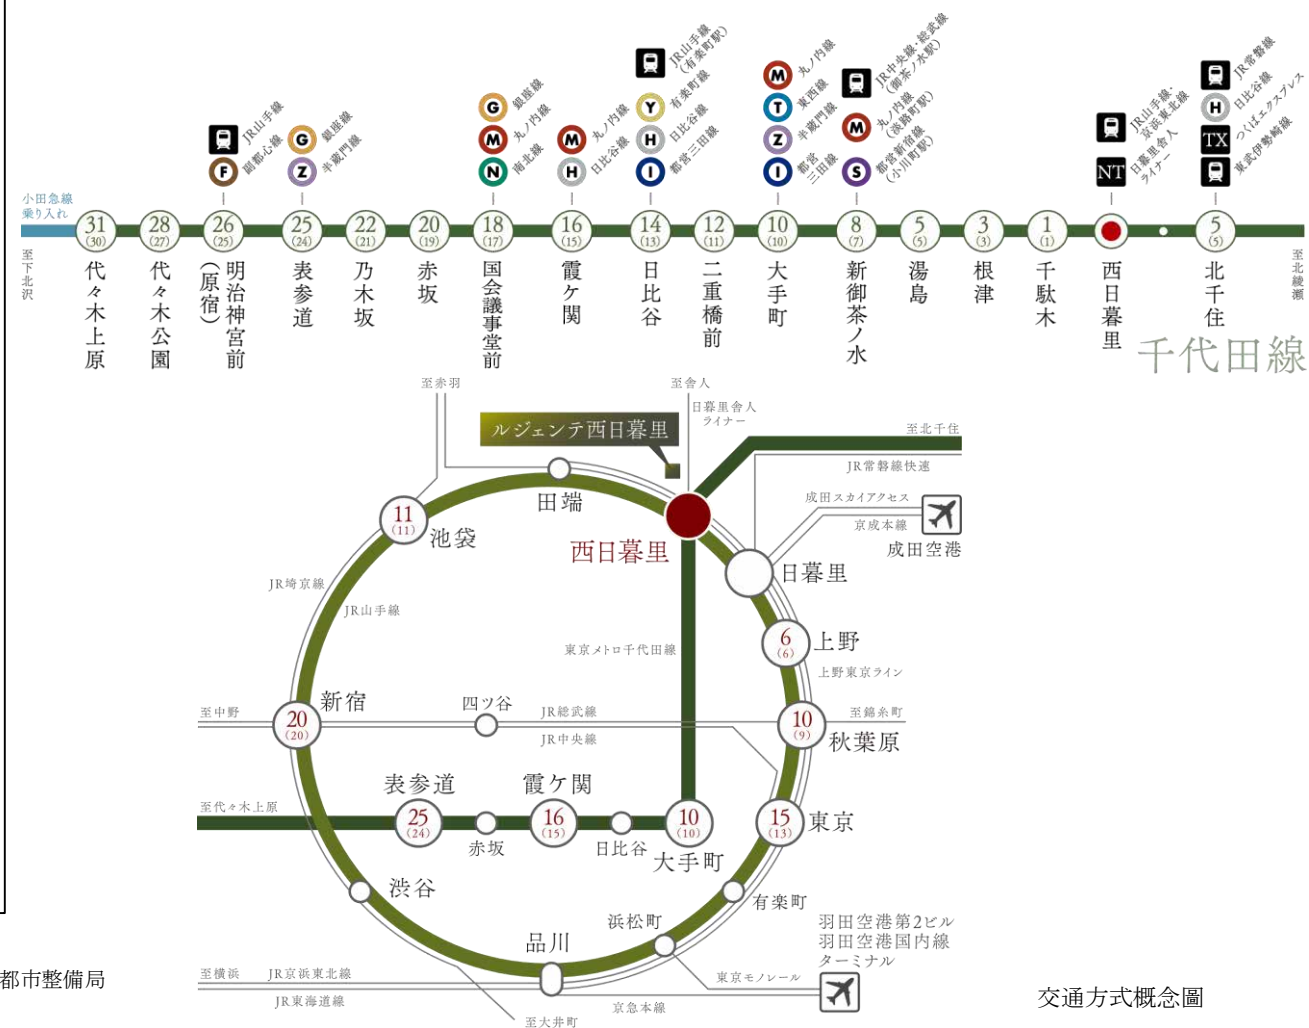 JR山手線
副都心線
銀座線
半蔵門線
銀座線
丸ノ内線
南北線
丸ノ内線
日比谷線
JR山手線
(有楽町駅)
有楽町線
日比谷線
都営三田線
丸ノ内線
東西線
半蔵門線
都営
三田線
JR中央線・総武線
(御茶ノ水駅)
丸ノ内線
(淡路町駅)
都営新宿線
(小川町駅)
JR山手線・
京浜東北線
日暮里舎人
ライナー
JR常磐線
日比谷線
つくばエクスプレス
東武伊勢崎線
F
G
Z
G
M
N
M
H
Y
H
I
M
T
Z
I
M
S
NT
H
TX
小田急線
乗り入れ
31
(30)
28
(27)
26
(25)
25
(24)
22
(21)
20
(19)
18
(17)
16
(15)
14
(13)
12
(11)
10
(10)
8
(7)
5
(5)
3
(3)
1
(1)
5
(5)
至下北沢
代々木上原
代々木公園
明治神宮前
(原宿)
表参道
乃木坂
赤坂
国会議事堂前
霞ケ関
日比谷
二重橋前
大手町
新御茶ノ水
湯島
根津
千駄木
西日暮里
北千住
至北綾瀬
千代田線
至赤羽
至舎人
日暮里舎人
ライナー
ルジェンテ西日暮里
至北千住
JR常磐線快速
成田スカイアクセス
京成本線
成田空港
田端
11
(11)
池袋
西日暮里
日暮里
JR埼京線
JR山手線
東京メトロ千代田線
6
(6)
上野
上野東京ライン
新宿
20
(20)
至中野
四ツ谷
JR総武線
JR中央線
至錦糸町
10
(9)
秋葉原
至代々木上原
表参道
25
(24)
赤坂
霞ケ関
16
(15)
日比谷
10
(10)
大手町
15
(13)
東京
渋谷
有楽町
浜松町
品川
羽田空港第2ビル
羽田空港国内線
ターミナル
至横浜
JR京浜東北線
JR東海道線
東京モノレール
京急本線
至大井町
都市整備局
交通方式概念圖